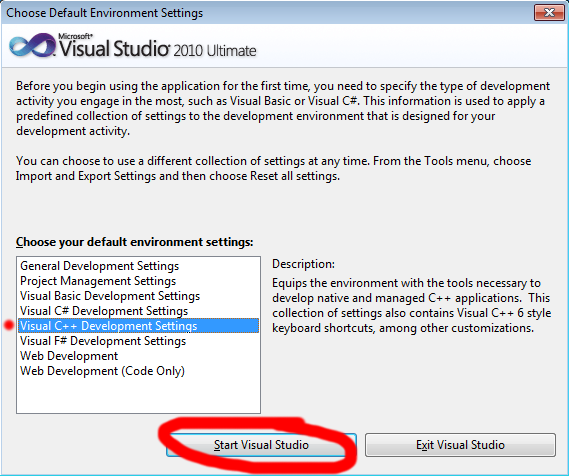 Choose Default Environment Settings
Microsoft®
Visual Studio® 2010 Ultimate
Before you begin using the application for the first time, you need to specify the type of development
activity you engage in the most, such as Visual Basic or Visual C#. This information is used to apply a
predefined collection of settings to the development environment that is designed for your
development activity.
You can choose to use a different collection of settings at any time. From the Tools menu, choose
Import and Export Settings and then choose Reset all settings.
Choose your default environment settings:
General Development Settings
Project Management Settings
Visual Basic Development Settings
Visual C# Development Settings
Visual C++ Development Settings
Visual F# Development Settings
Web Development
Web Development (Code Only)
Description:
Equips the environment with the tools necessary to
develop native and managed C++ applications. This
collection of settings also contains Visual C++ 6 style
keyboard shortcuts, among other customizations.
Start Visual Studio
Exit Visual Studio